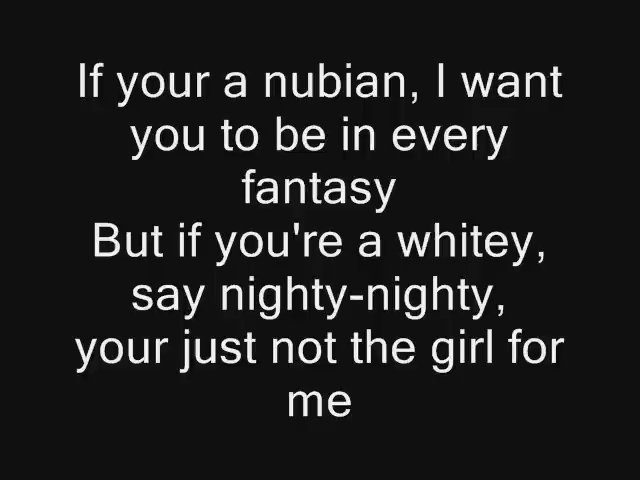 If your a nubian, I want
you to be in every
fantasy
But if you're a whitey,
say nighty-nighty,
your just not the girl for
me